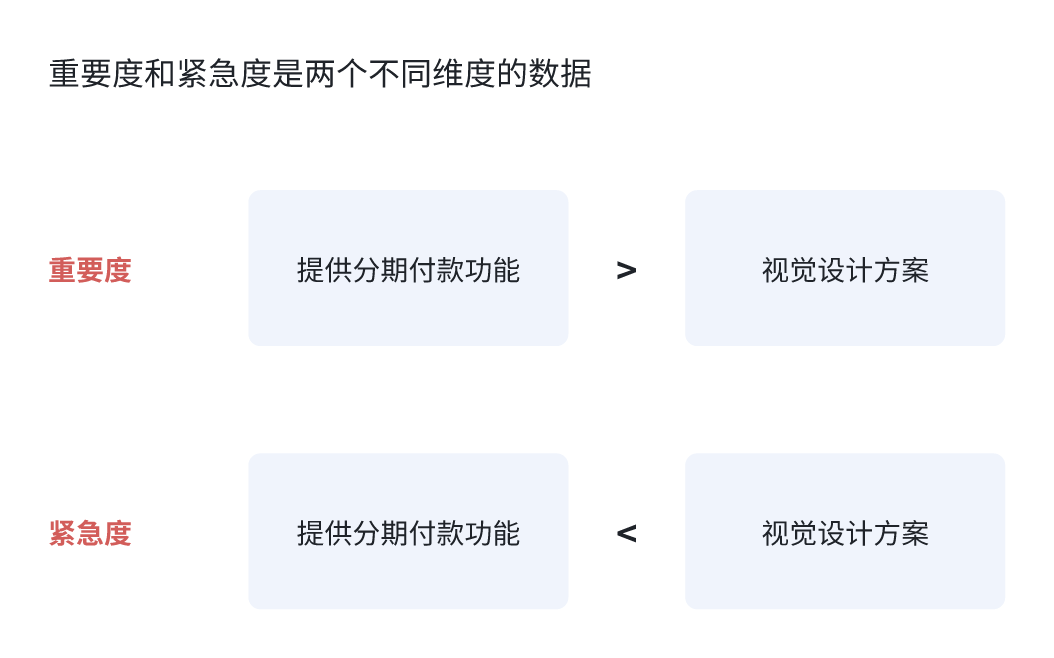 重要度和紧急度是两个不同维度的数据
重要度 提供分期付款功能 > 视觉设计方案
紧急度 提供分期付款功能 < 视觉设计方案